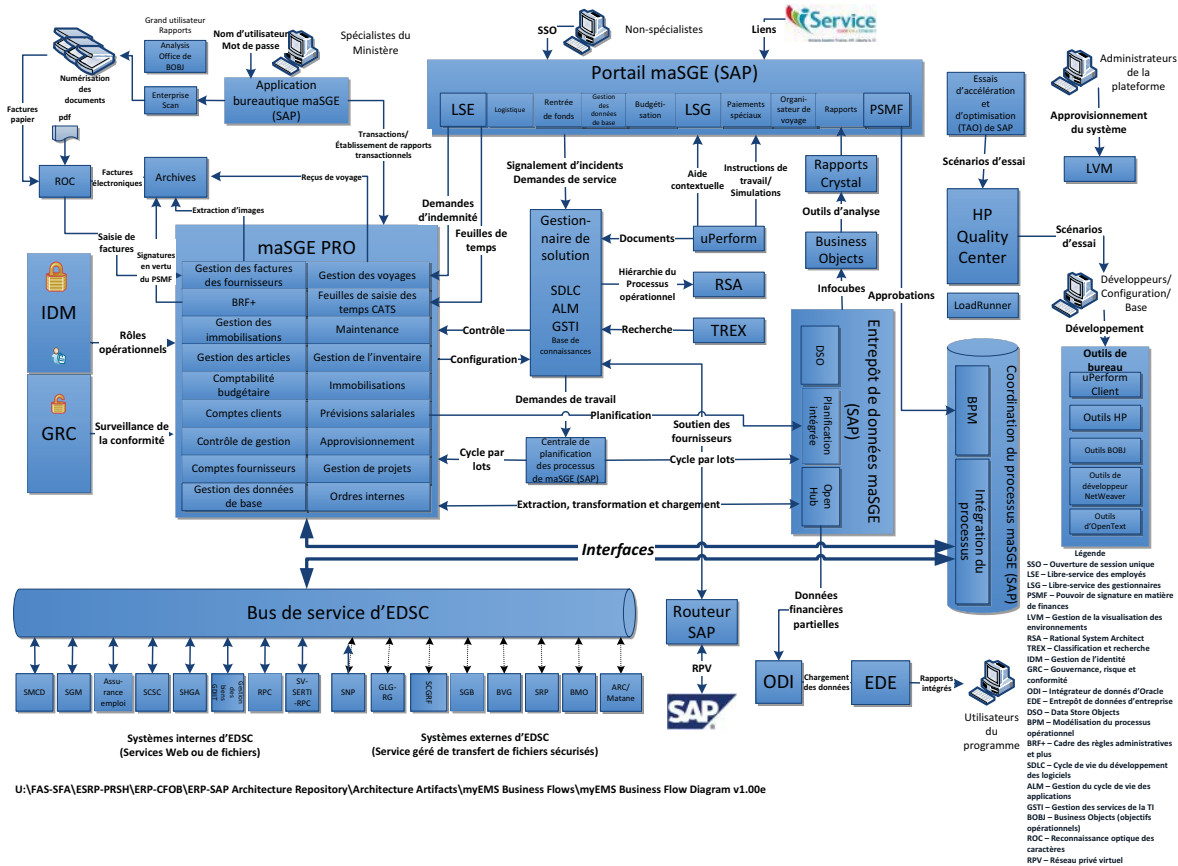 Grand utilisateur
Rapports
Analysis
Office de
BOBJ
Enterprise
Scan
Numérisation
des
documents
Factures
papier
pdf
ROC
Factures
électroniques
Archives
Nom d'utilisateur
Mot de passe
Spécialistes du
Ministère
Application
bureautique maSGE
(SAP)
Transactions/
Établissement de rapports
transactionnels
Reçus de voyage
Extraction d'images
Saisie de
factures
Signatures
en vertu
du PSMF
SSO
Non-spécialistes
Liens
iService
Portail maSGE (SAP)
LSE
Logistique
Rentrée
de fonds
Gestion
des
données
de base
Budgéti-
sation
LSG
Paiements
spéciaux
Organi-
sateur de
voyage
Rapports
PSMF
Signalement d'incidents
Demandes de service
Aide
contextuelle
Instructions de
travail/
Simulations
Rapports
Crystal
Outils d'analyse
Business
Objects
Infocubes
Approbations
Demandes
d'indemnité
Feuilles de
temps
IDM
Rôles
opérationnels
GRC
Surveillance de
la conformité
maSGE PRO
Gestion des factures
des fournisseurs
Gestion des voyages
BRF+
Feuilles de saisie des
temps CATS
Gestion des
immobilisations
Maintenance
Gestion des articles
Gestion de l'inventaire
Comptabilité
budgétaire
Immobilisations
Comptes clients
Prévisions salariales
Contrôle de gestion
Approvisionnement
Comptes fournisseurs
Gestion de projets
Gestion des données
de base
Ordres internes
Gestion-
naire de
solution
SDLC
ALM
GSTI
Base de
connaissances
Documents
uPerform
Hiérarchie du
Processus
opérationnel
RSA
Recherche
TREX
Contrôle
Configuration
Demandes de travail
Planification
Soutien des
fournisseurs
Cycle par
lots
Centrale de
planification
des processus
de maSGE (SAP)
Cycle par lots
Extraction, transformation et chargement
Entrepôt de données maSGE
(SAP)
DSO
Planification
intégrée
Open
Hub
Essais
d'accélération
et
d'optimisation
(TAO) de SAP
Scénarios d'essai
HP
Quality
Center
LoadRunner
Administrateurs
de la
plateforme
Approvisionnement
du système
LVM
Scénarios
d'essai
Développeurs/
Configuration/
Base
Développement
Outils de
bureau
uPerform
Client
Outils HP
Outils BOBJ
Outils de
développeur
NetWeaver
Outils
d'OpenText
Coordination du processus maSGE (SAP)
BPM
Intégration du
processus
Interfaces
Bus de service d'EDSC
SMCD
SGM
Assu-
rance
emploi
SCSC
SHGA
Gestion
des
Biens
RPC
SV-
SERTI
-RPC
SNP
GLG-
RG
SCGRF
SGB
BVG
SRP
BMO
ARC/
Matane
Systèmes internes d'EDSC
(Services Web ou de fichiers)
Systèmes externes d'EDSC
(Service géré de transfert de fichiers sécurisés)
Routeur
SAP
RPV
SAP
Données
financières
partielles
ODI
Chargement
des données
EDE
Rapports
intégrés
Utilisateurs
du
programme
Légende
SSO – Ouverture de session unique
LSE – Libre-service des employés
LSG – Libre-service des gestionnaires
PSMF – Pouvoir de signature en matière
de finances
LVM – Gestion de la visualisation des
environnements
RSA – Rational System Architect
TREX – Classification et recherche
IDM – Gestion de l'identité
GRC – Gouvernance, risque et
conformité
ODI – Intégrateur de donnés d'Oracle
EDE – Entrepôt de données d'entreprise
DSO – Data Store Objects
BPM – Modélisation du processus
opérationnel
BRF+ – Cadre des règles administratives
et plus
SDLC – Cycle de vie du développement
des logiciels
ALM – Gestion du cycle de vie des
applications
GSTI – Gestion des services de la TI
BOBJ – Business Objects (objectifs
opérationnels)
ROC – Reconnaissance optique des
caractères
RPV – Réseau privé virtuel
U:\FAS-SFA\ESRP-PRSH\ERP-CFOB\ERP-SAP Architecture Repository\Architecture Artifacts\myEMS Business Flows\myEMS Business Flow Diagram v1.00e